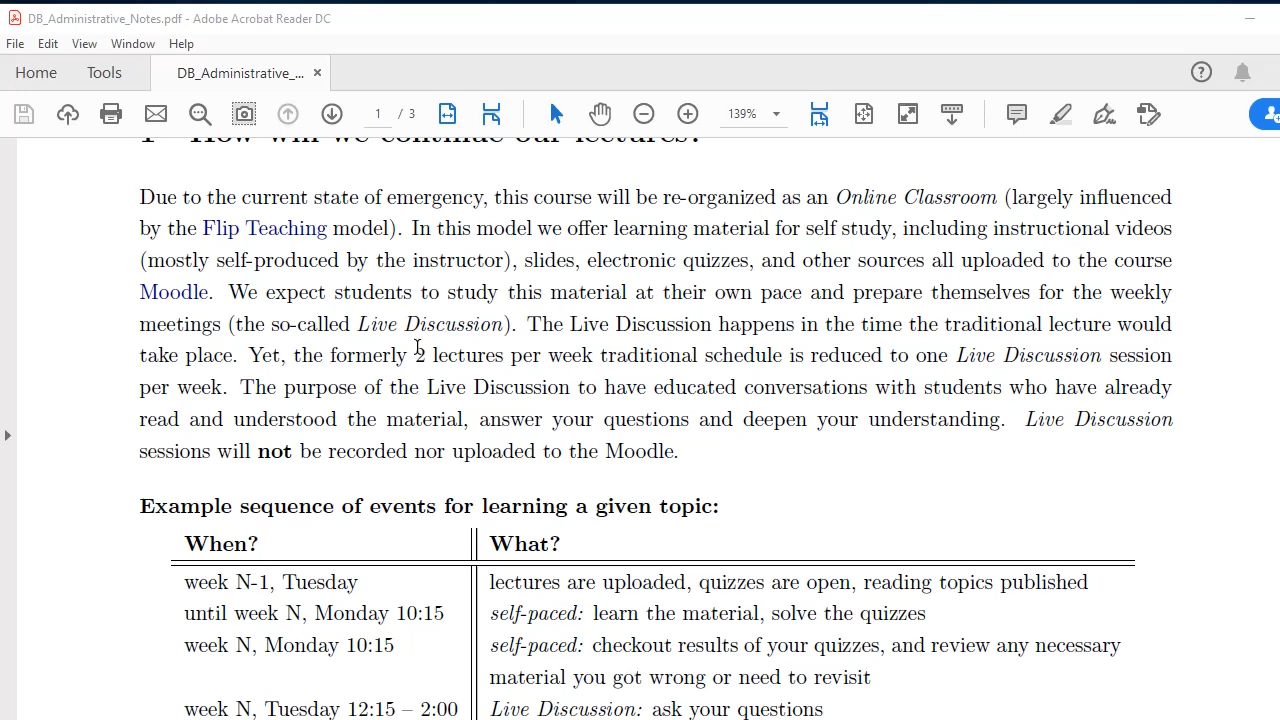 DB_Administrative_Notes.pdf - Adobe Acrobat Reader DC
File Edit View Window Help
Home Tools DB_Administrative_... ×
1 / 3 139%
1 How will we continue our lectures?
Due to the current state of emergency, this course will be re-organized as an Online Classroom (largely influenced
by the Flip Teaching model). In this model we offer learning material for self study, including instructional videos
(mostly self-produced by the instructor), slides, electronic quizzes, and other sources all uploaded to the course
Moodle. We expect students to study this material at their own pace and prepare themselves for the weekly
meetings (the so-called Live Discussion). The Live Discussion happens in the time the traditional lecture would
take place. Yet, the formerly 2 lectures per week traditional schedule is reduced to one Live Discussion session
per week. The purpose of the Live Discussion to have educated conversations with students who have already
read and understood the material, answer your questions and deepen your understanding. Live Discussion
sessions will not be recorded nor uploaded to the Moodle.
Example sequence of events for learning a given topic:
When? What?
week N-1, Tuesday lectures are uploaded, quizzes are open, reading topics published
until week N, Monday 10:15 self-paced: learn the material, solve the quizzes
week N, Monday 10:15 self-paced: checkout results of your quizzes, and review any necessary
material you got wrong or need to revisit
week N, Tuesday 12:15 – 2:00 Live Discussion: ask your questions